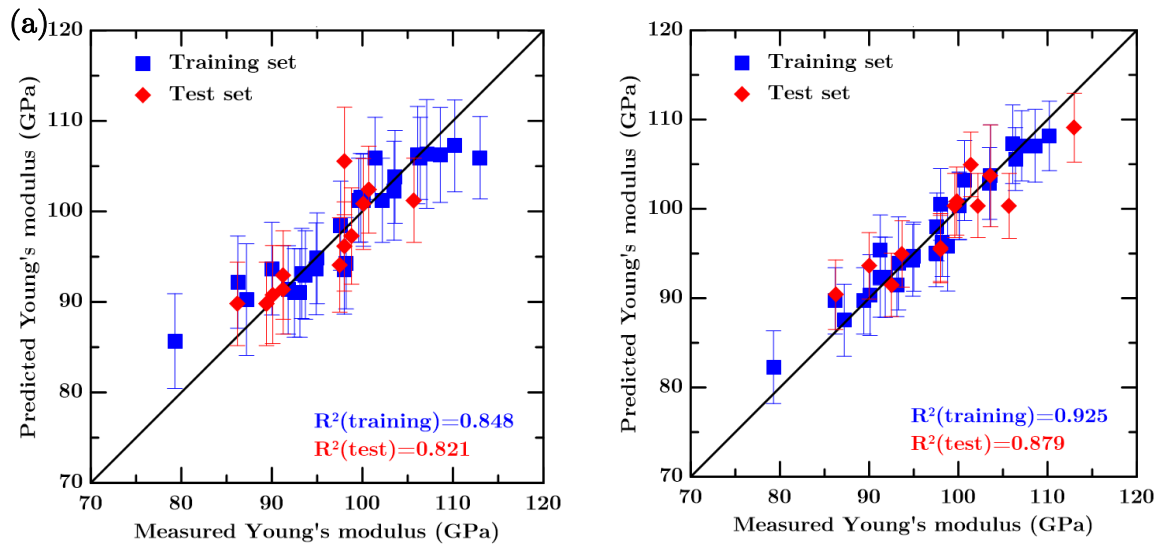 (a)
120
110
100
90
80
70
70
80
90
100
110
120
Predicted Young's modulus (GPa)
Measured Young's modulus (GPa)
Training set
Test set
R²(training)=0.848
R²(test)=0.821
120
110
100
90
80
70
70
80
90
100
110
120
Predicted Young's modulus (GPa)
Measured Young's modulus (GPa)
Training set
Test set
R²(training)=0.925
R²(test)=0.879